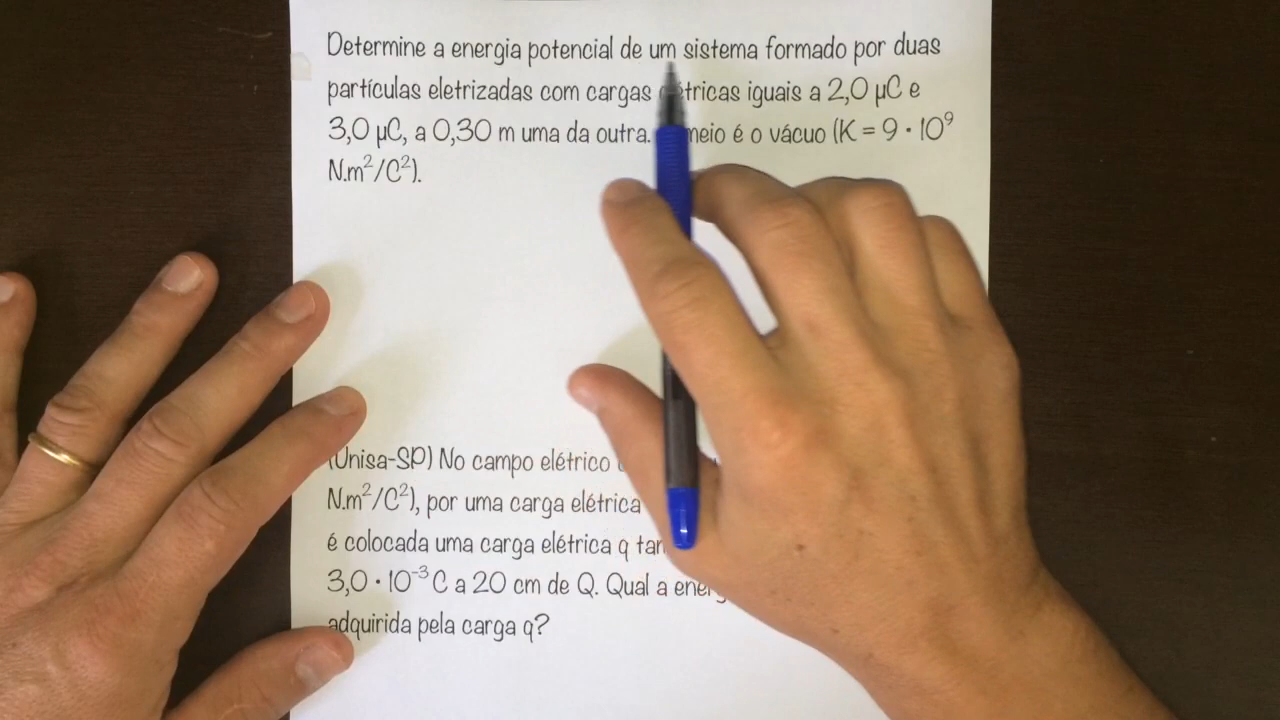 Determine a energia potencial de um sistema formado por duas
partículas eletrizadas com cargas elétricas iguais a 2,0 μC e
3,0 μC, a 0,30 m uma da outra. meio é o vácuo (K = 9 · 10⁹
N.m²/C²).
(Unisa-SP) No campo elétrico
N.m²/C²), por uma carga elétrica
é colocada uma carga elétrica q
3,0 · 10⁻³ C a 20 cm de Q. Qual a
adquirida pela carga q?